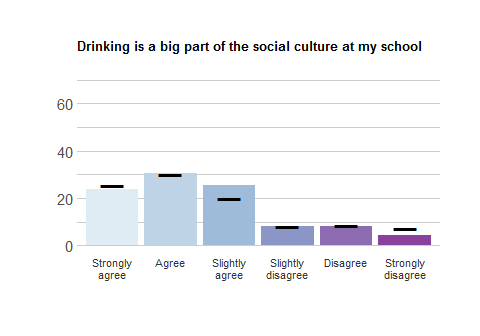 Drinking is a big part of the social culture at my school
60
40
20
0
Strongly agree
Agree
Slightly agree
Slightly disagree
Disagree
Strongly disagree